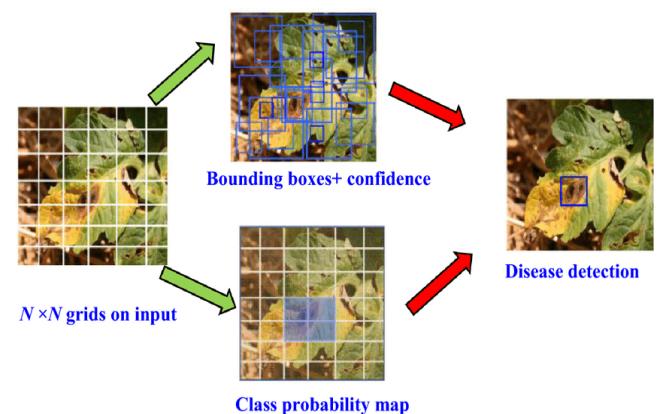 Bounding boxes+ confidence
N ×N grids on input
Disease detection
Class probability map